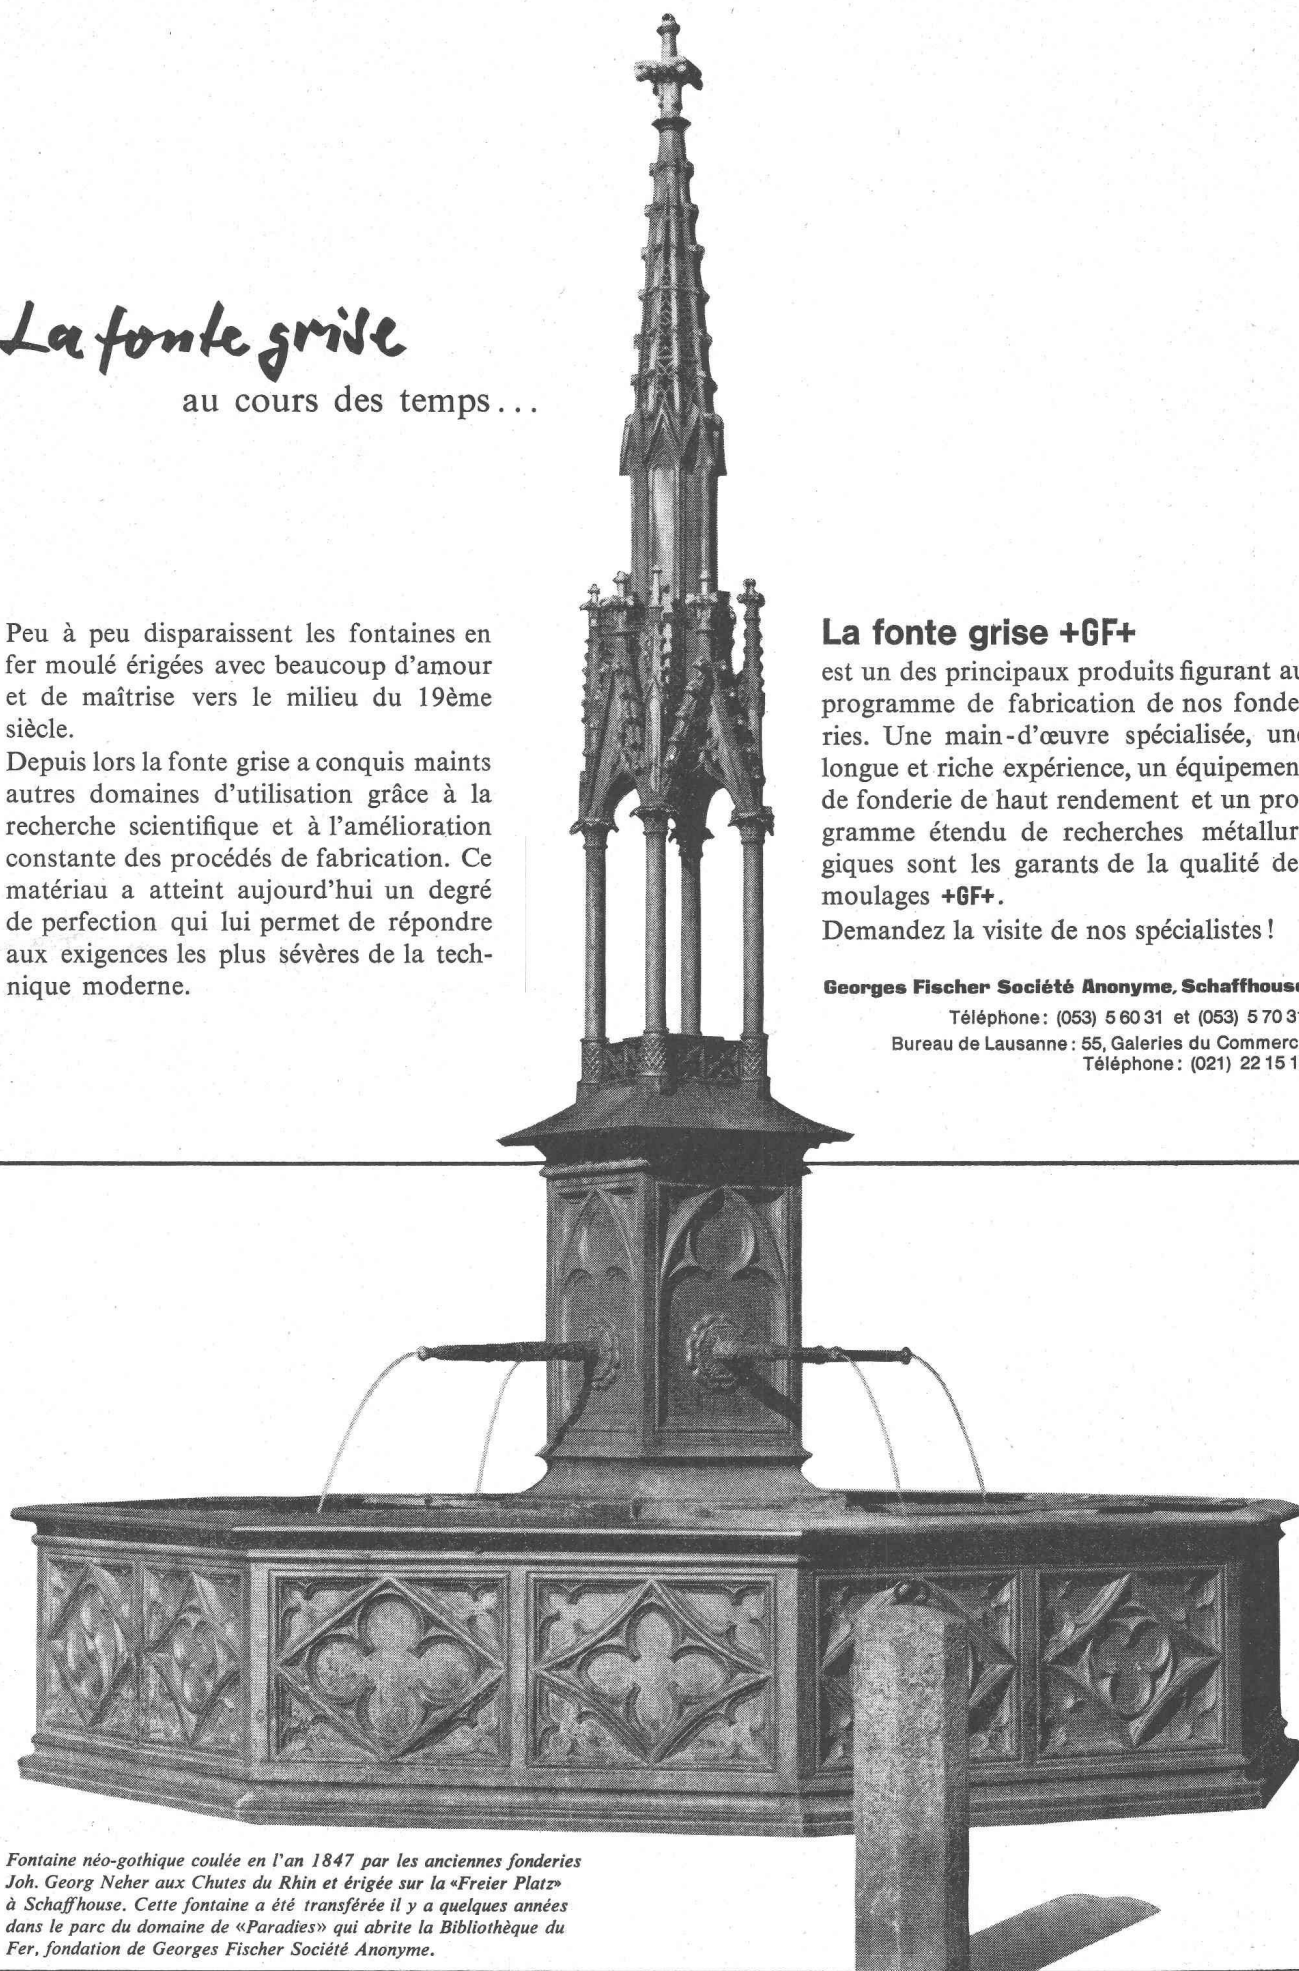 La fonte grise
au cours des temps...
Peu à peu disparaissent les fontaines en
fer moulé érigées avec beaucoup d'amour
et de maîtrise vers le milieu du 19ème
siècle.
Depuis lors la fonte grise a conquis maints
autres domaines d'utilisation grâce à la
recherche scientifique et à l'amélioration
constante des procédés de fabrication. Ce
matériau a atteint aujourd'hui un degré
de perfection qui lui permet de répondre
aux exigences les plus sévères de la tech-
nique moderne.
La fonte grise +GF+
est un des principaux produits figurant au
programme de fabrication de nos fonde
ries. Une main-d'œuvre spécialisée, une
longue et riche expérience, un équipemen
de fonderie de haut rendement et un pro
gramme étendu de recherches métallur
giques sont les garants de la qualité de
moulages +GF+.
Demandez la visite de nos spécialistes!
Georges Fischer Société Anonyme, Schaffhouse
Téléphone: (053) 5 60 31 et (053) 5 70 31
Bureau de Lausanne: 55, Galeries du Commerc
Téléphone: (021) 22 15 1
Fontaine néo-gothique coulée en l'an 1847 par les anciennes fonderies
Joh. Georg Neher aux Chutes du Rhin et érigée sur la «Freier Platz»
à Schaffhouse. Cette fontaine a été transférée il y a quelques années
dans le parc du domaine de «Paradies» qui abrite la Bibliothèque du
Fer, fondation de Georges Fischer Société Anonyme.